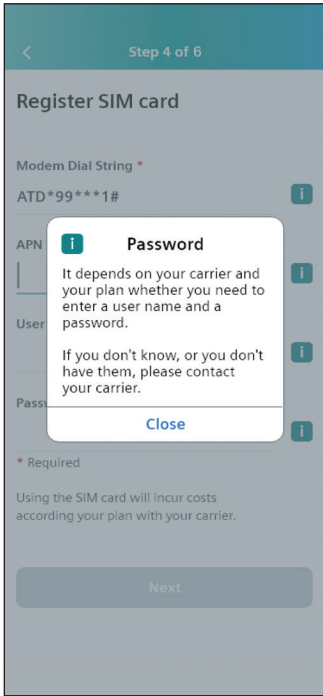 Step 4 of 6
Register SIM card
Modem Dial String *
ATD*99***1#
i
APN
i
i Password
It depends on your carrier and
your plan whether you need to
enter a user name and a
password.
If you don't know, or you don't
have them, please contact
your carrier.
Close
User
i
i
* Required
Using the SIM card will incur costs
according your plan with your carrier.
Next